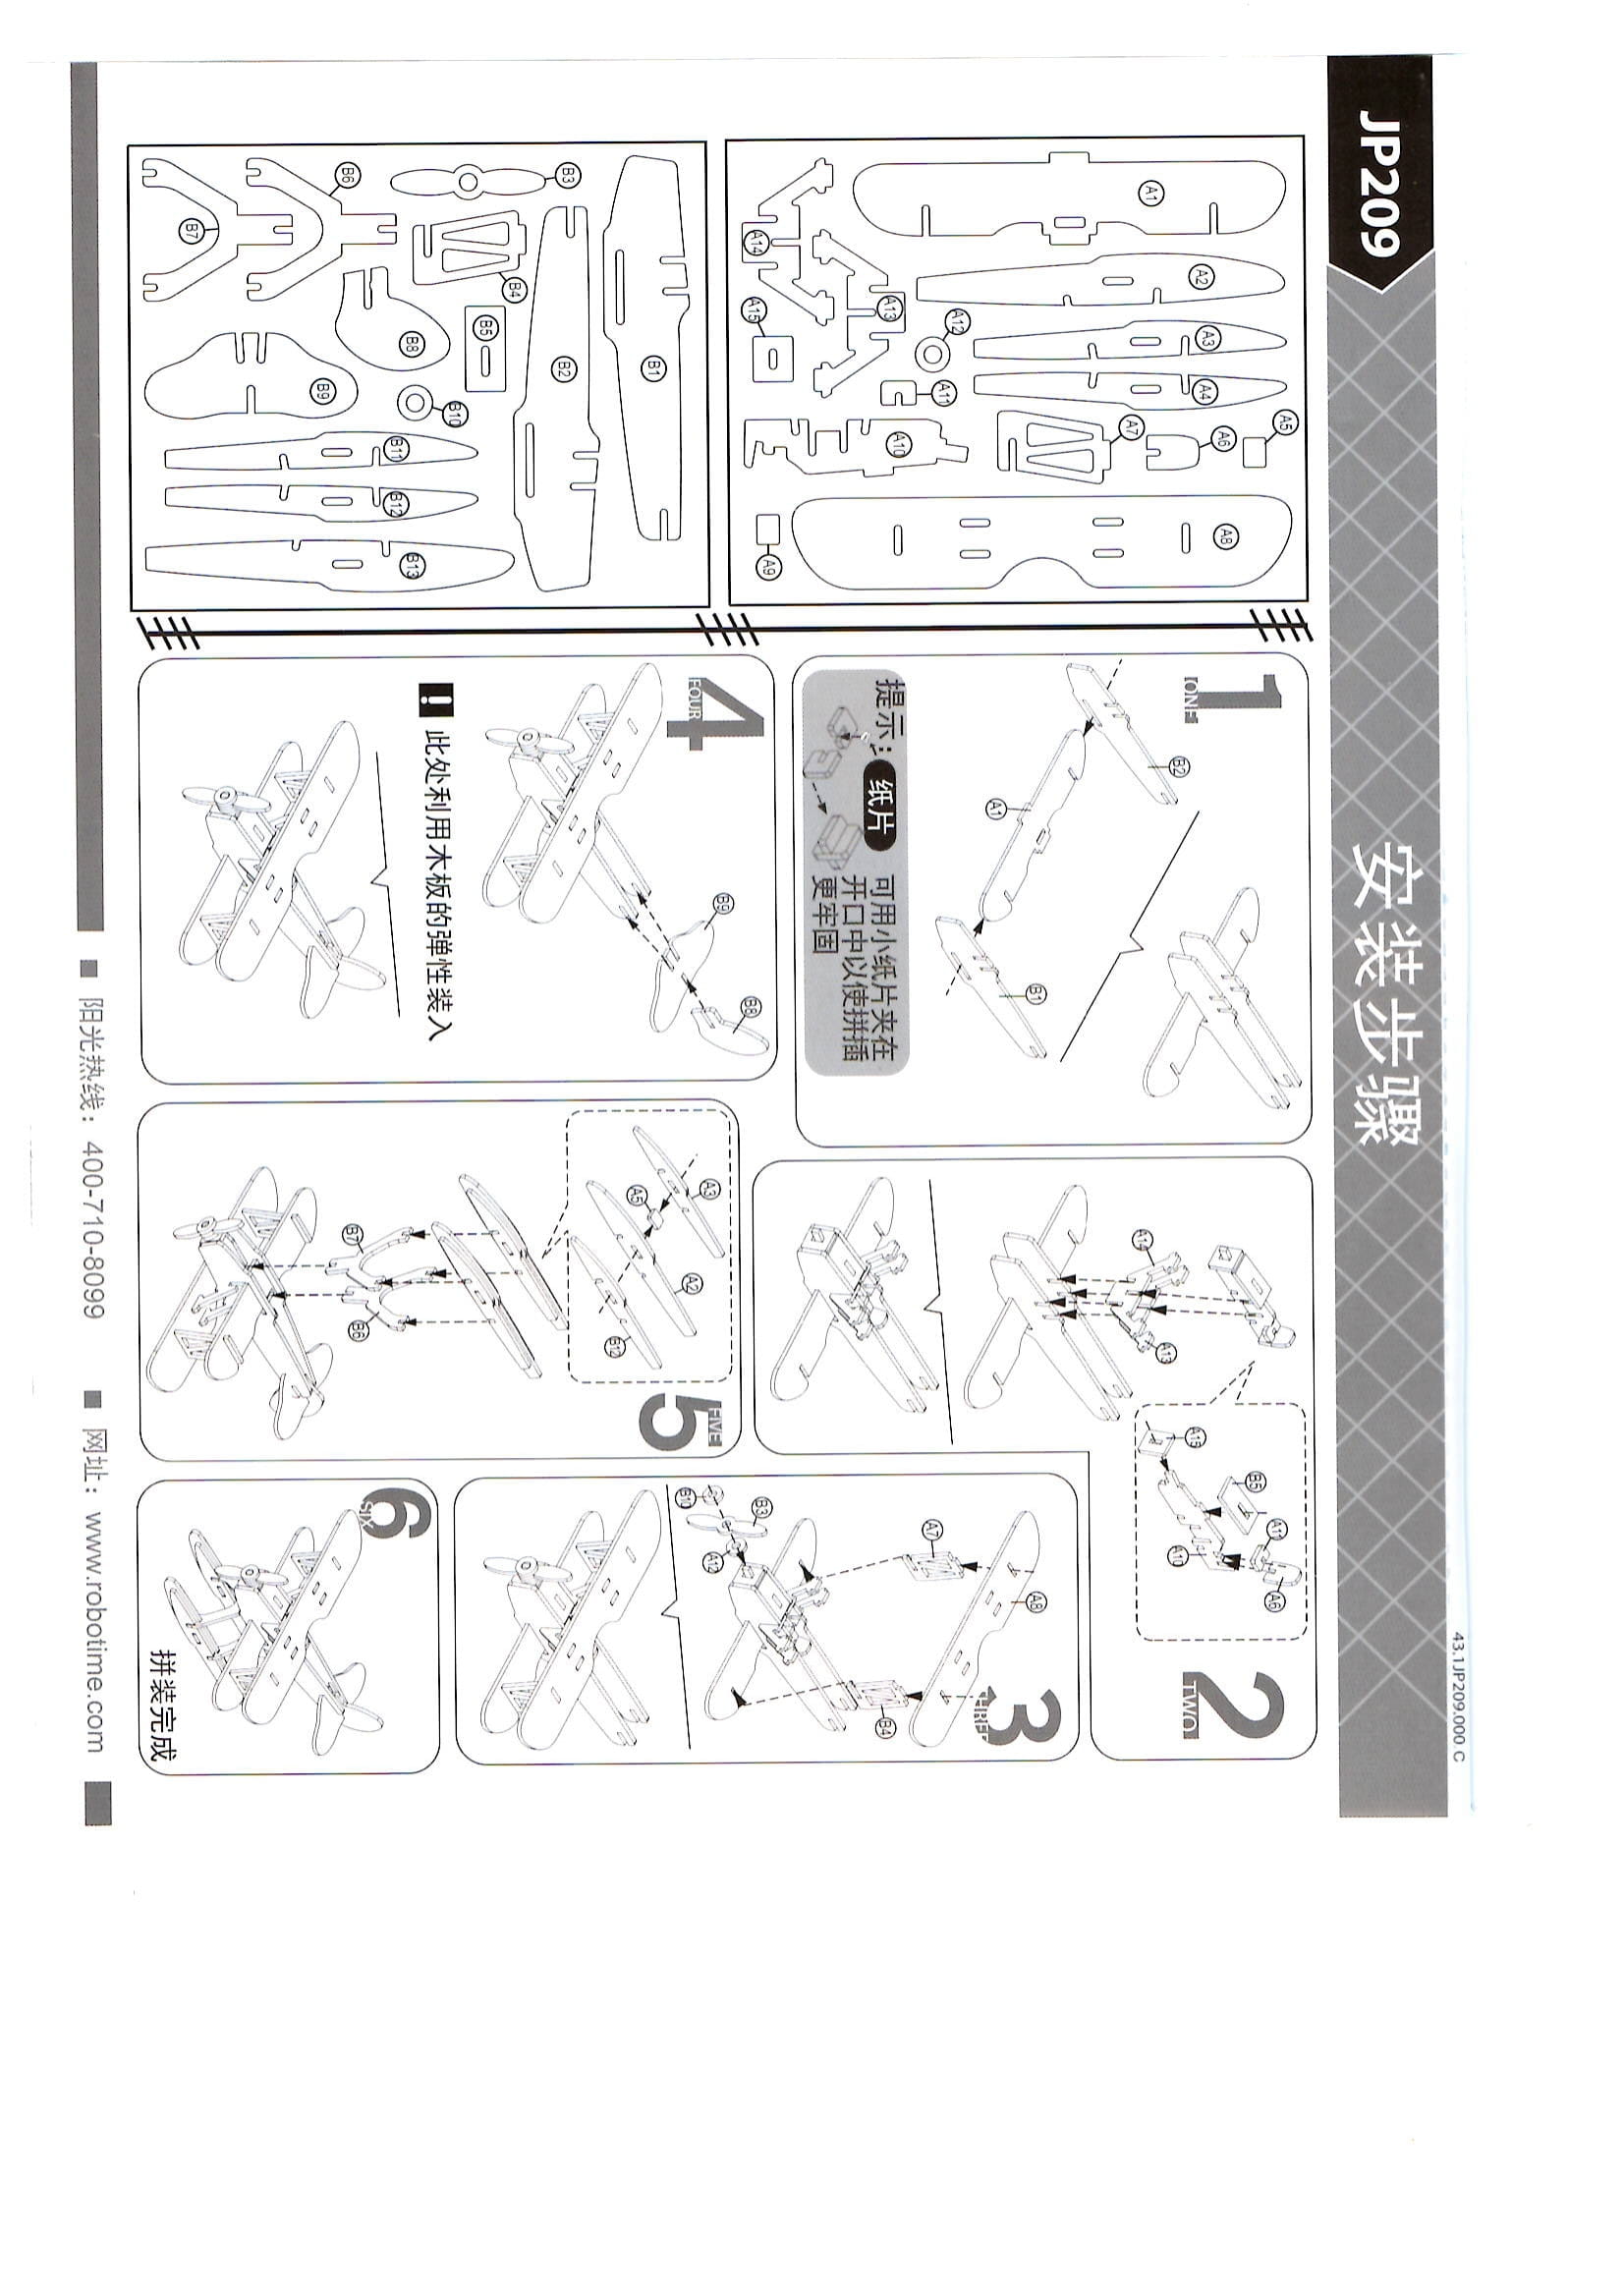 43.1JP209.000 C
JP209
安装步骤
A1
A2
A3
A4
A5
A6
A7
A8
A9
A10
A11
A12
A13
A14
A15
B1
B2
B3
B4
B5
B6
B7
B8
B9
B10
B11
B12
B13
1
ONE
B2
B1
A1
提示:
纸片
可用小纸片夹在
开口中以使拼插
更牢固
2
TWO
A11
A6
B5
A15
A10
A14
A13
3
THREE
A8
A7
B4
B3
A12
B10
4
FOUR
B8
B9
! 此处利用木板的弹性装入
5
FIVE
A3
A2
A5
B12
B7
B6
6
SIX
拼装完成
阳光热线：400-710-8099
网址：www.robotime.com